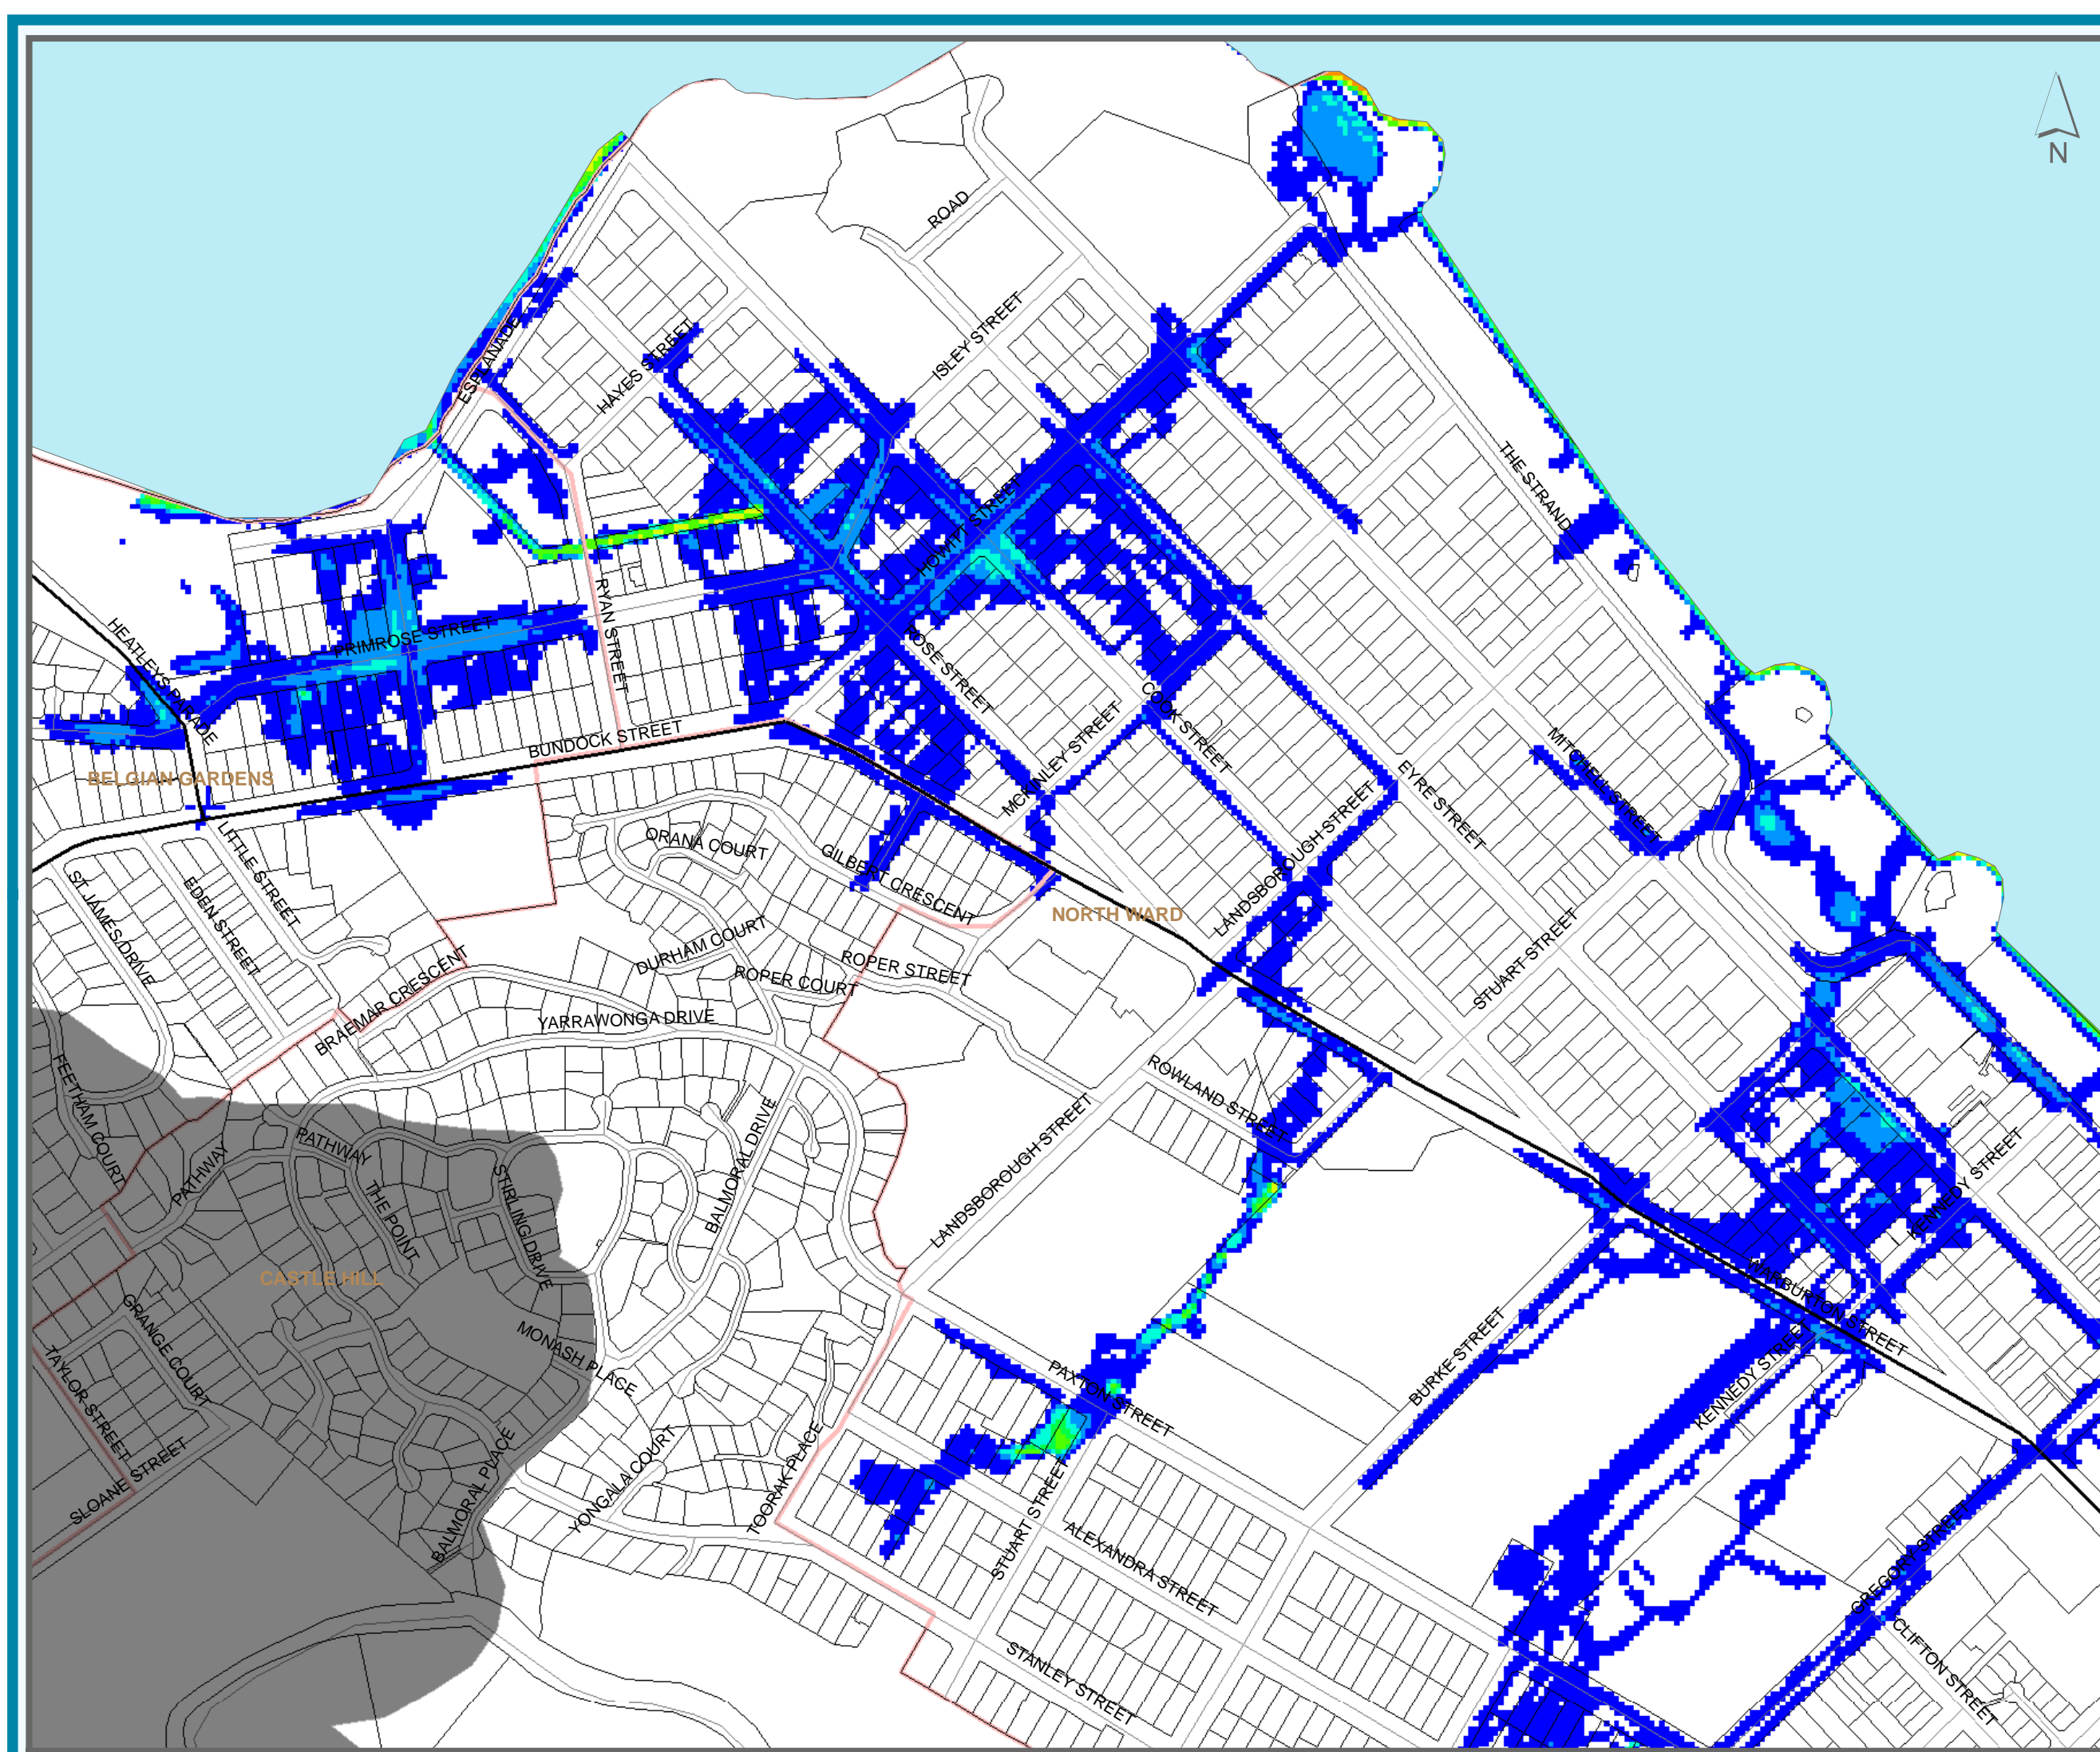 N
ROAD
ISLEY STREET
ESPLANADE
HAYES STREET
THE STRAND
HOWITT STREET
RYAN STREET
PRIMROSE STREET
HEATLEYS PARADE
ROSE STREET
COOK STREET
MCKINLEY STREET
BUNDOCK STREET
BELGIAN GARDENS
MITCHELL STREET
EYRE STREET
LANDSBOROUGH STREET
LITTLE STREET
ORANA COURT
GILBERT CRESCENT
ST JAMES DRIVE
EDEN STREET
NORTH WARD
STUART STREET
DURHAM COURT
ROPER STREET
ROPER COURT
BRAEMAR CRESCENT
YARRAWONGA DRIVE
FEETHAM COURT
ROWLAND STREET
PATHWAY
PATHWAY
BALMORAL DRIVE
LANDSBOROUGH STREET
KENNEDY STREET
THE POINT
STIRLING DRIVE
CASTLE HILL
WARBURTON STREET
GRANGE COURT
MONASH PLACE
BURKE STREET
KENNEDY STREET
TAYLOR STREET
PAXTON STREET
SLOANE STREET
BALMORAL PLACE
YONGALA COURT
TOORAK PLACE
STUART STREET
ALEXANDRA STREET
GREGORY STREET
CLIFTON STREET
STANLEY STREET